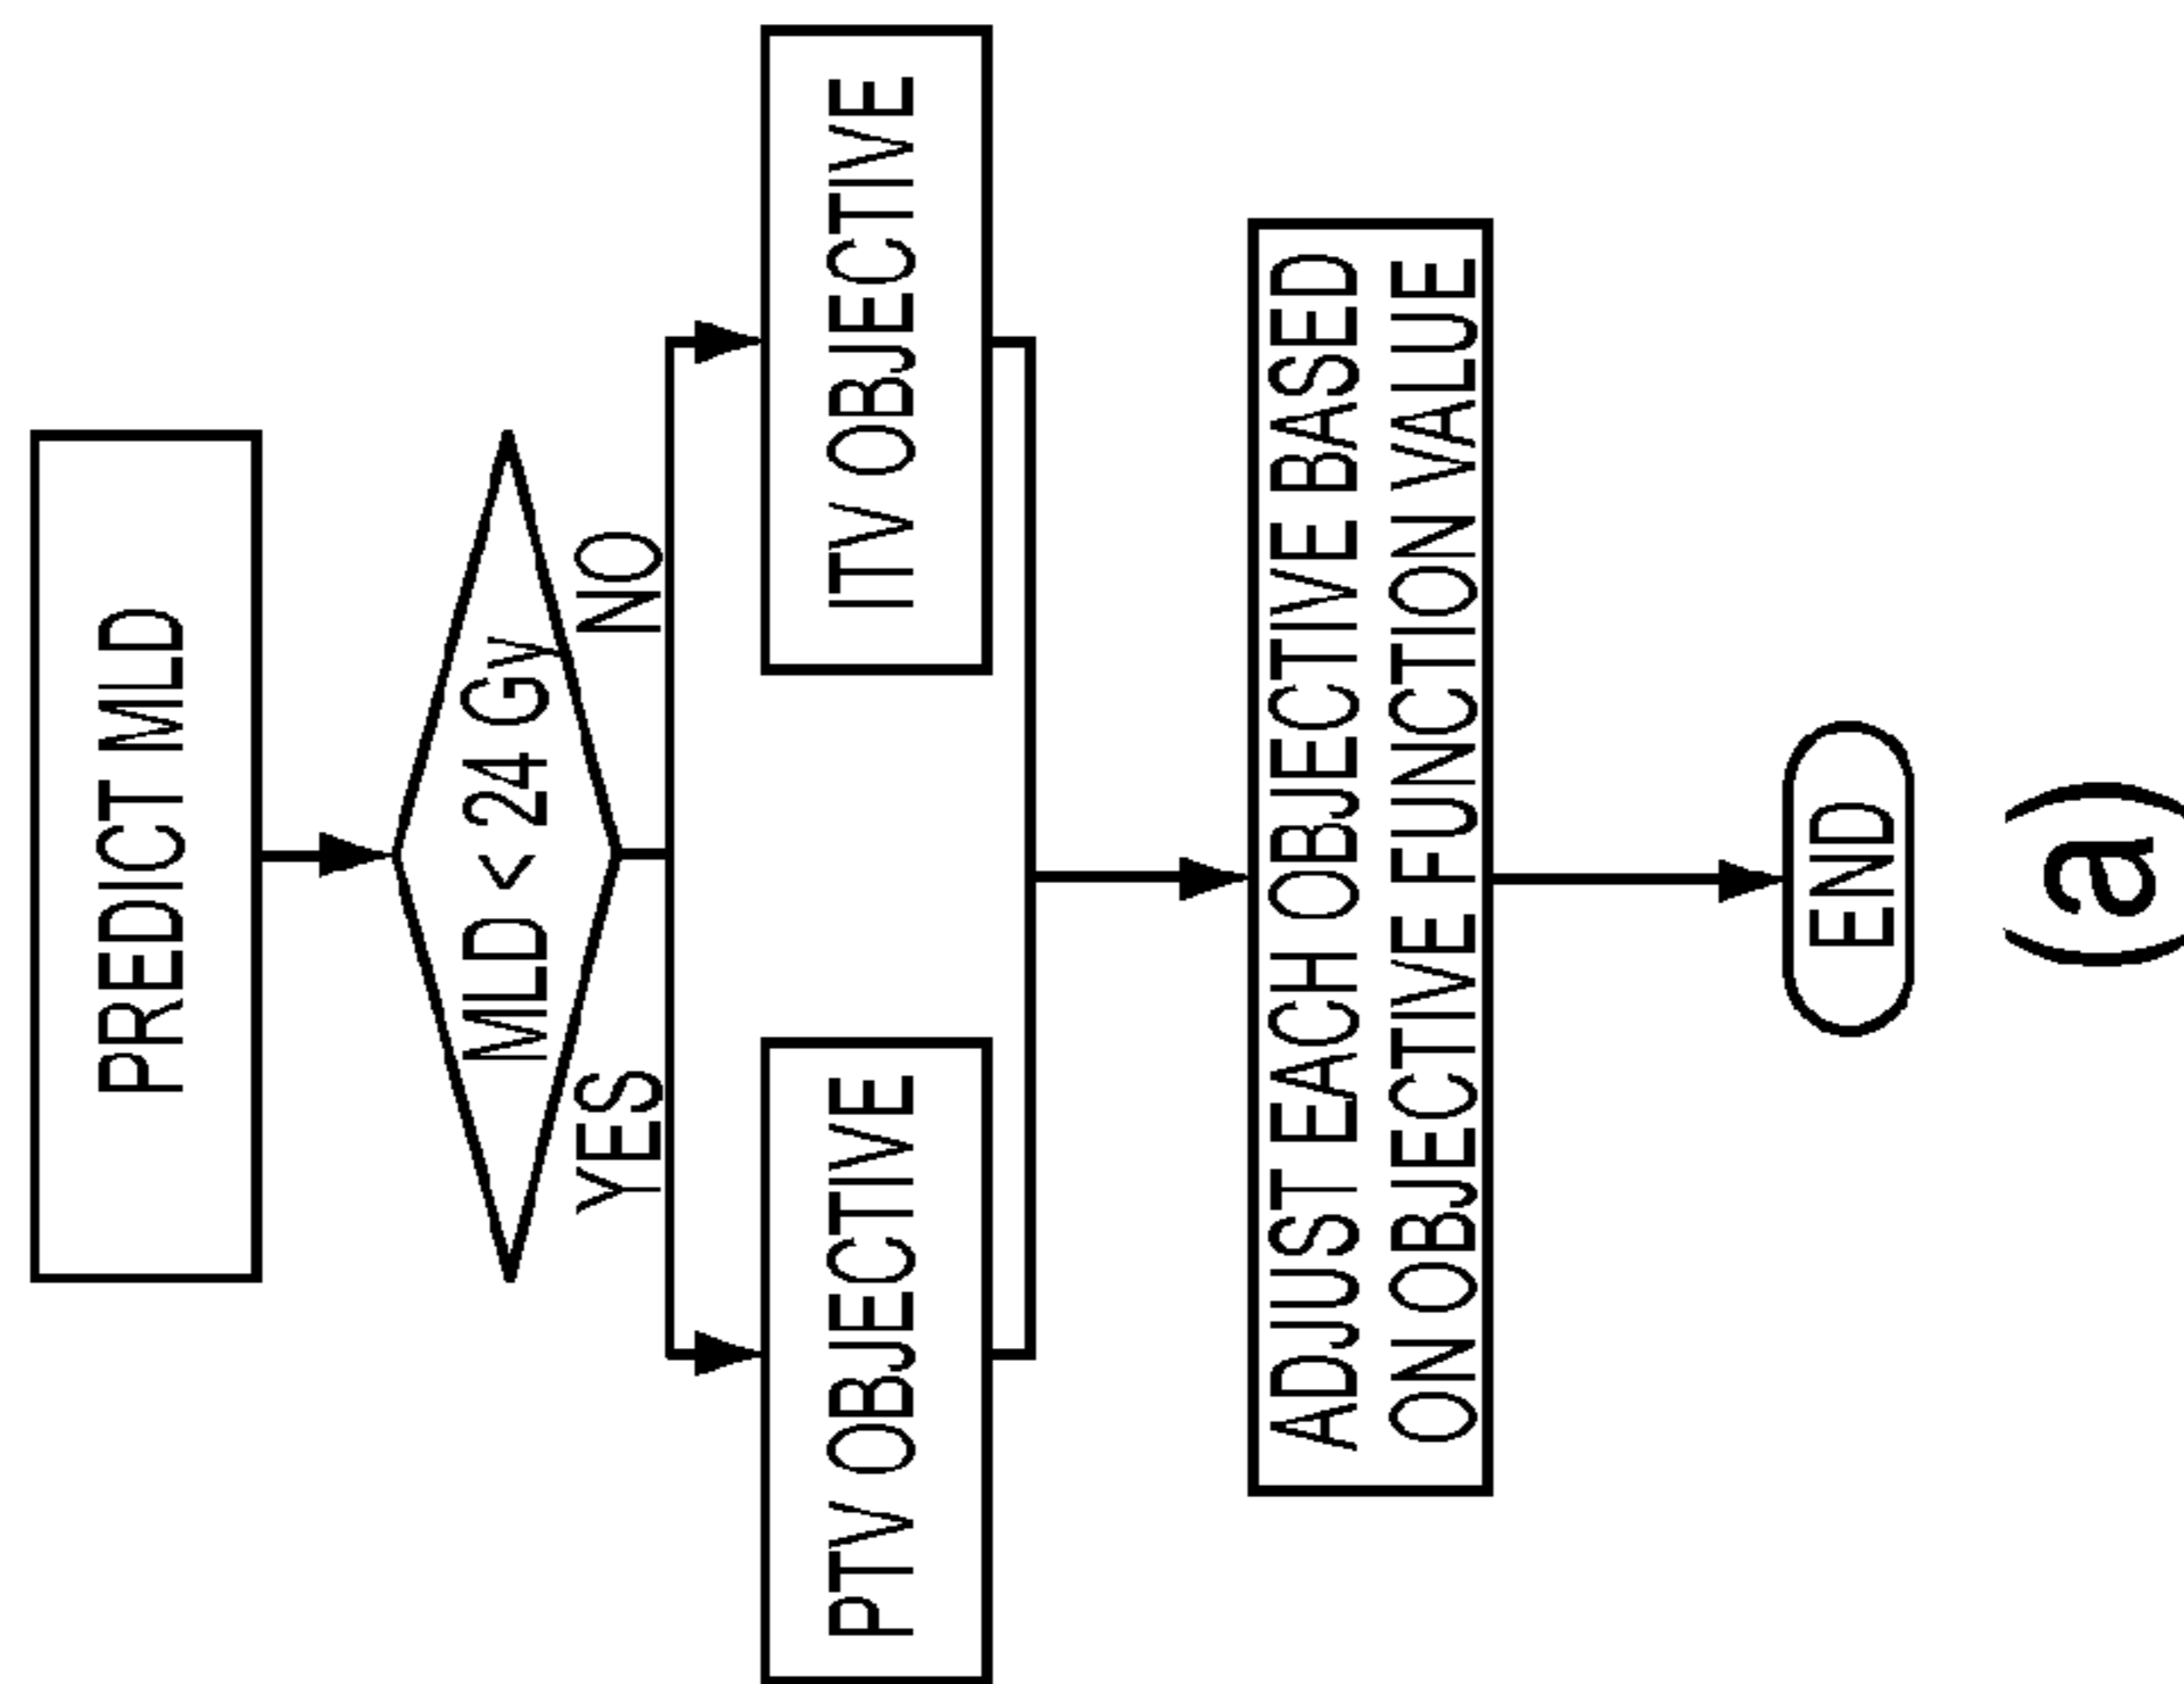 PREDICT MLD
MLD < 24 Gy
YES
NO
PTV OBJECTIVE
ITV OBJECTIVE
ADJUST EACH OBJECTIVE BASED
ON OBJECTIVE FUNCTION VALUE
END
(a)